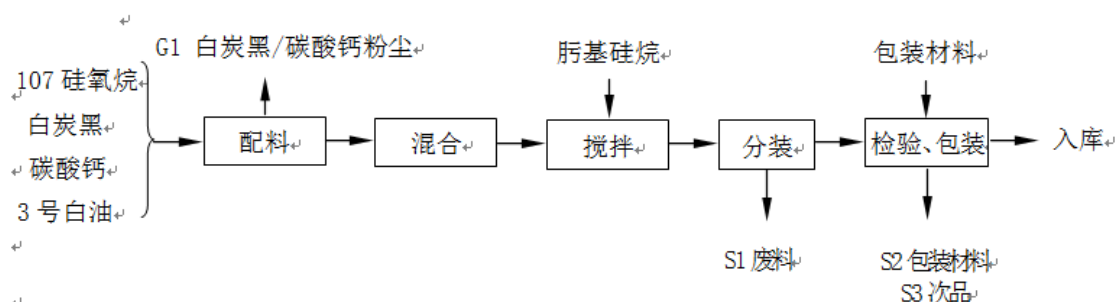 G1 白炭黑/碳酸钙粉尘
肟基硅烷
包装材料
107 硅氧烷
白炭黑
碳酸钙
3 号白油
配料
混合
搅拌
分装
检验、包装
入库
S1 废料
S2 包装材料
S3 次品